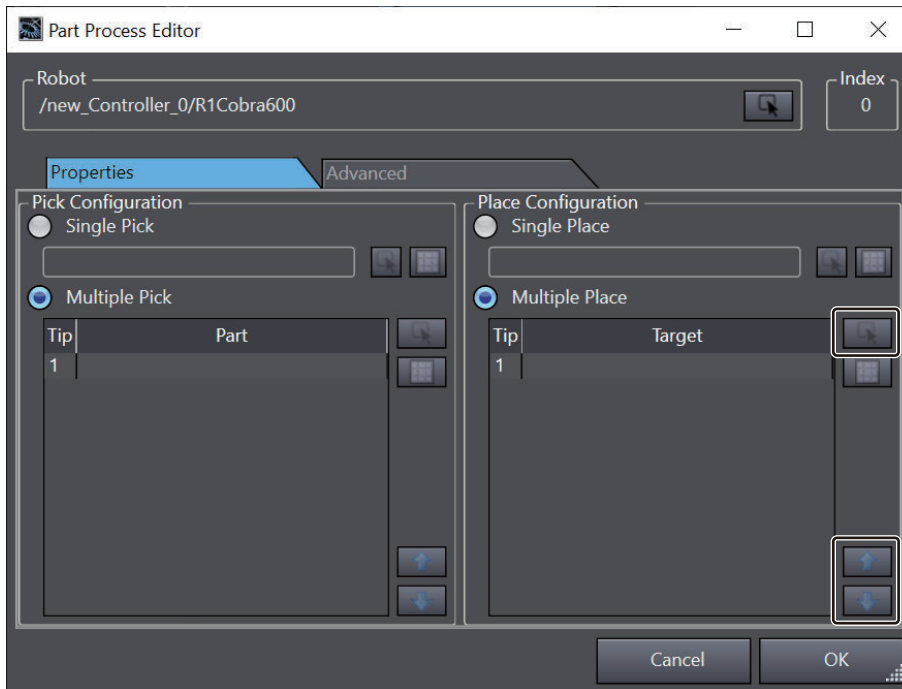 Part Process Editor
Robot
Index
/new_Controller_0/R1Cobra600
0
Properties
Advanced
Pick Configuration
Single Pick
Multiple Pick
Tip
Part
1
Place Configuration
Single Place
Multiple Place
Tip
Target
1
Cancel
OK